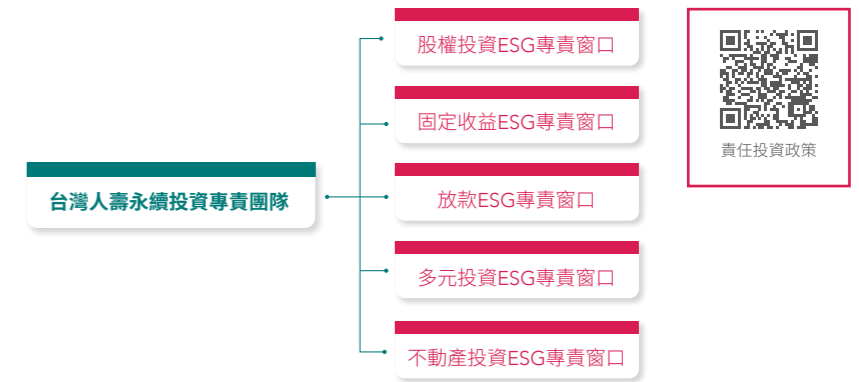 股權投資ESG專責窗口
固定收益ESG專責窗口
責任投資政策
台灣人壽永續投資專責團隊
放款ESG專責窗口
多元投資ESG專責窗口
不動產投資ESG專責窗口